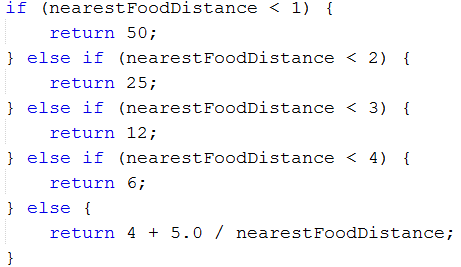 if (nearestFoodDistance < 1) {
    return 50;
} else if (nearestFoodDistance < 2) {
    return 25;
} else if (nearestFoodDistance < 3) {
    return 12;
} else if (nearestFoodDistance < 4) {
    return 6;
} else {
    return 4 + 5.0 / nearestFoodDistance;
}